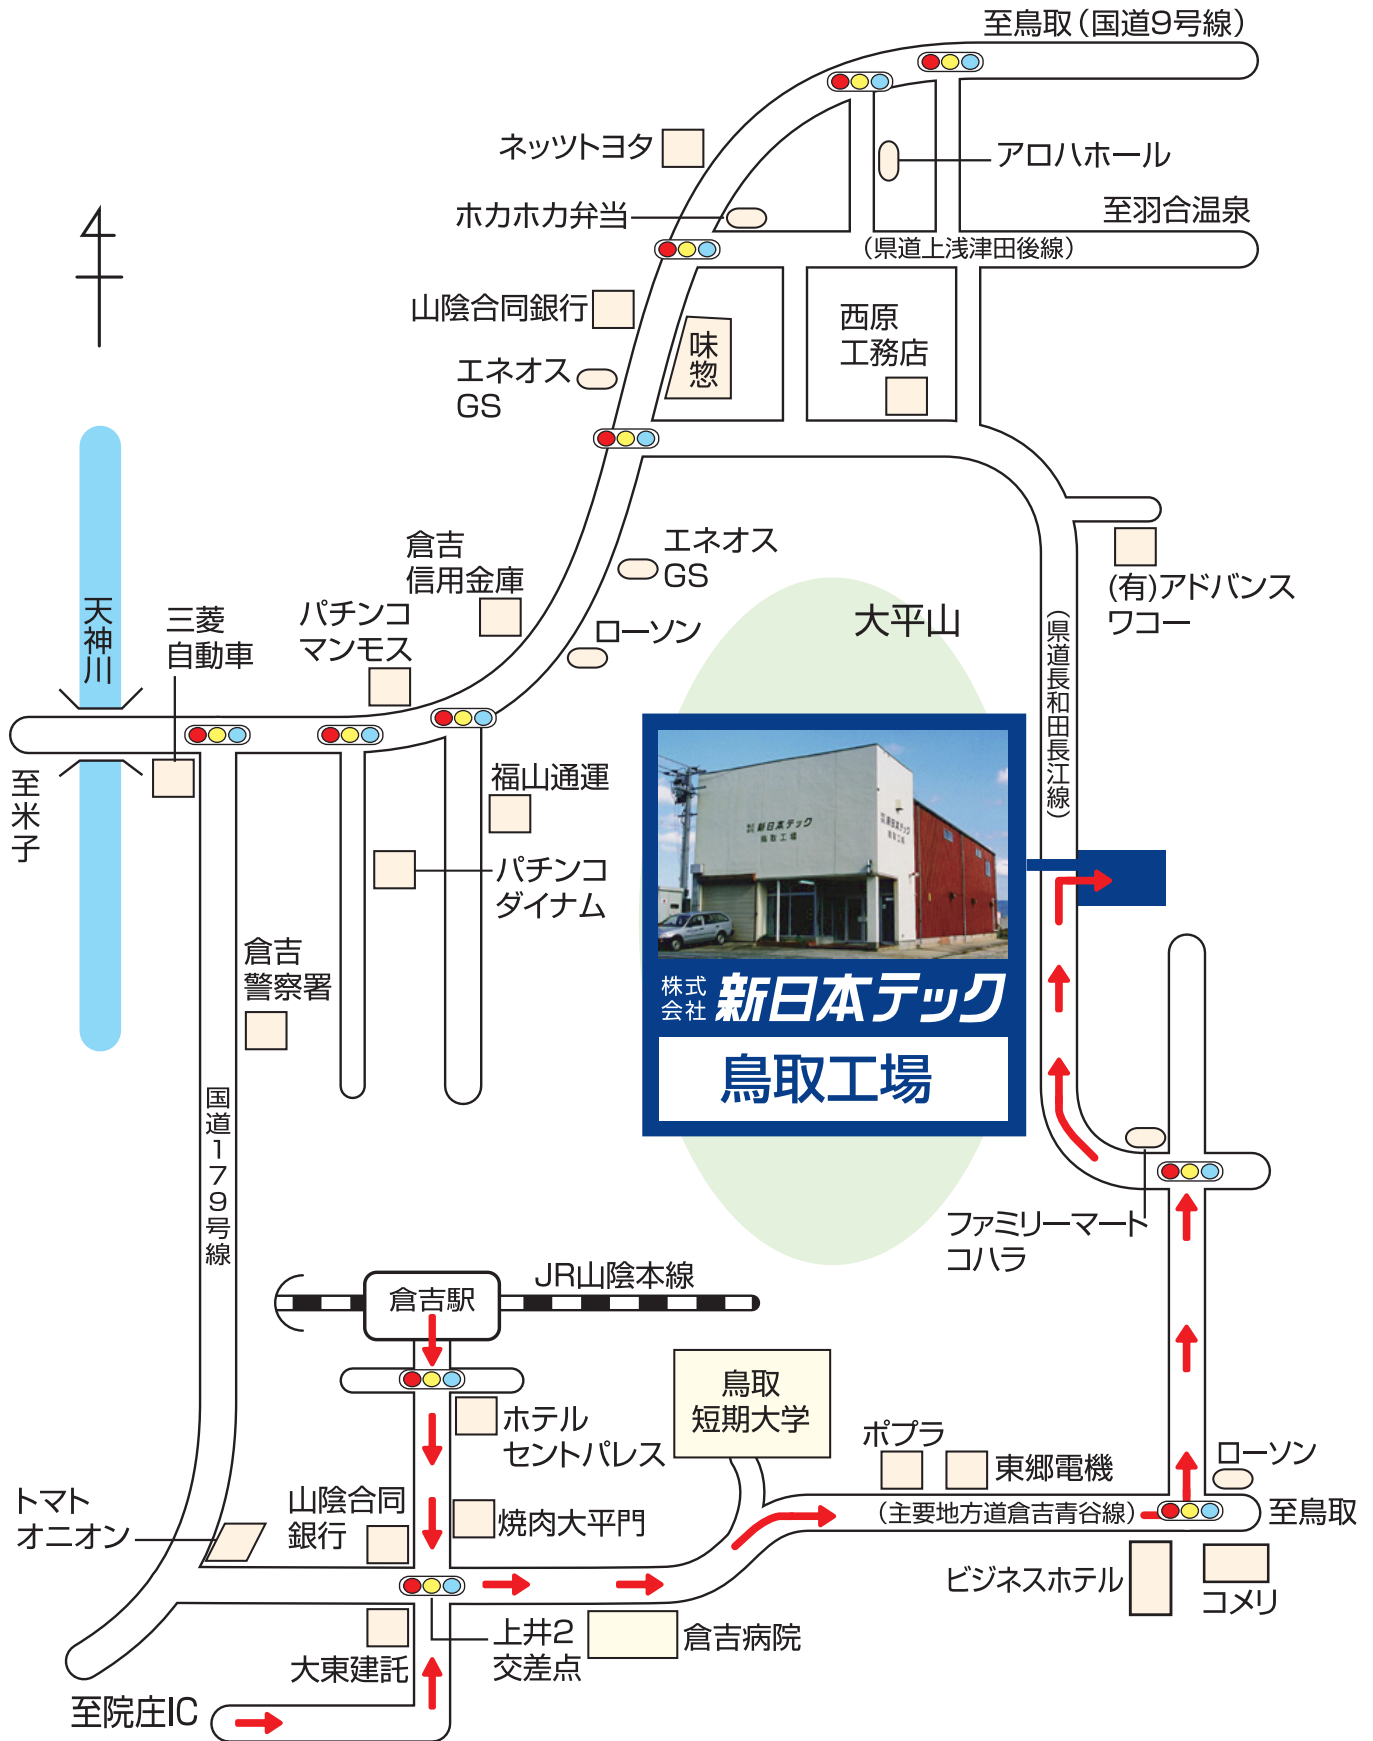 至鳥取(国道9号線)
ネッツトヨタ
アロハホール
ホカホカ弁当
至羽合温泉
(県道上浅津田後線)
山陰合同銀行
西原
工務店
味惣
エネオス
GS
倉吉
信用金庫
エネオス
GS
(有)アドバンス
ワコー
天神川
三菱
自動車
パチンコ
マンモス
ローソン
大平山
(県道長和田長江線)
至米子
福山通運
パチンコ
ダイナム
新日本テック
鳥取工場
倉吉
警察署
株式
会社
新日本テック
鳥取工場
国道179号線
ファミリーマート
コハラ
JR山陰本線
倉吉駅
鳥取
短期大学
ホテル
セントパレス
ポプラ
東郷電機
ローソン
トマト
オニオン
山陰合同
銀行
焼肉大平門
(主要地方道倉吉青谷線)
至鳥取
ビジネスホテル
コメリ
上井2
交差点
倉吉病院
大東建託
至院庄IC